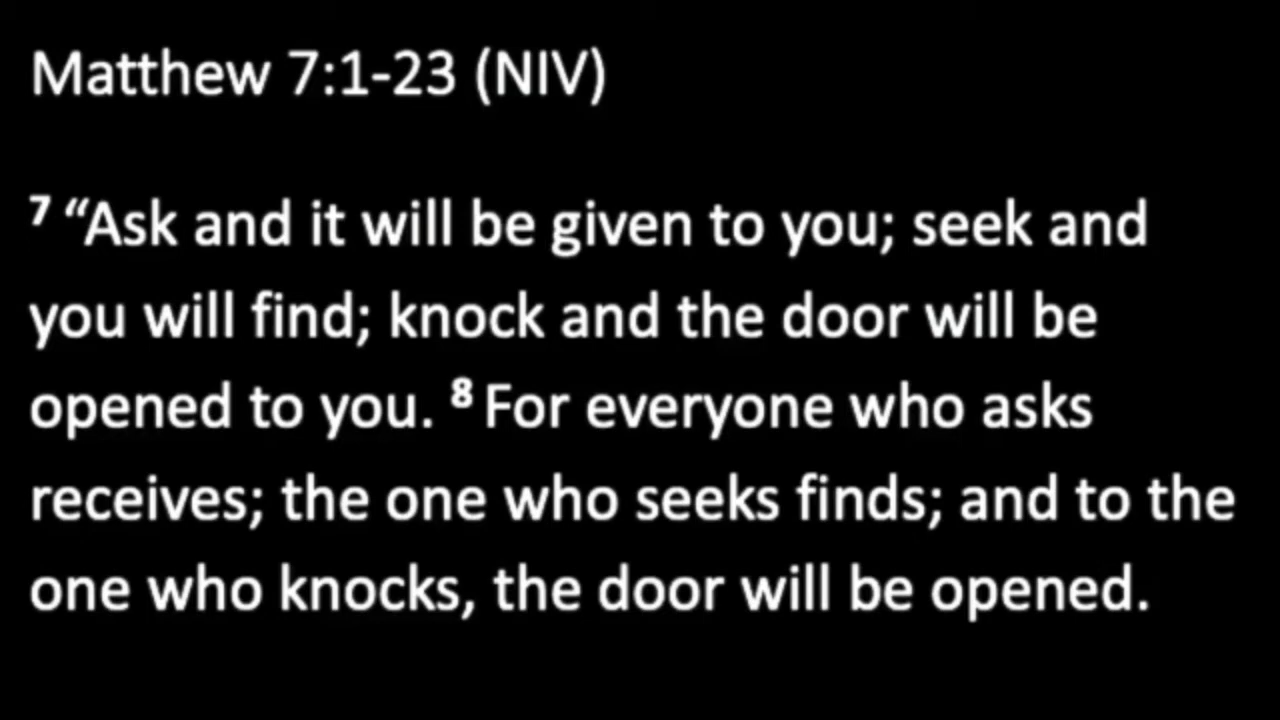 Matthew 7:1-23 (NIV)
⁷ “Ask and it will be given to you; seek and
you will find; knock and the door will be
opened to you. ⁸ For everyone who asks
receives; the one who seeks finds; and to the
one who knocks, the door will be opened.